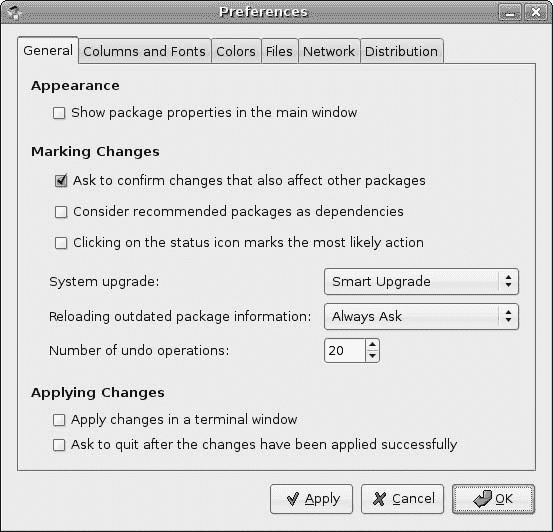 Preferences
General Columns and Fonts Colors Files Network Distribution
Appearance
Show package properties in the main window
Marking Changes
Ask to confirm changes that also affect other packages
Consider recommended packages as dependencies
Clicking on the status icon marks the most likely action
System upgrade: Smart Upgrade
Reloading outdated package information: Always Ask
Number of undo operations: 20
Applying Changes
Apply changes in a terminal window
Ask to quit after the changes have been applied successfully
Apply Cancel OK